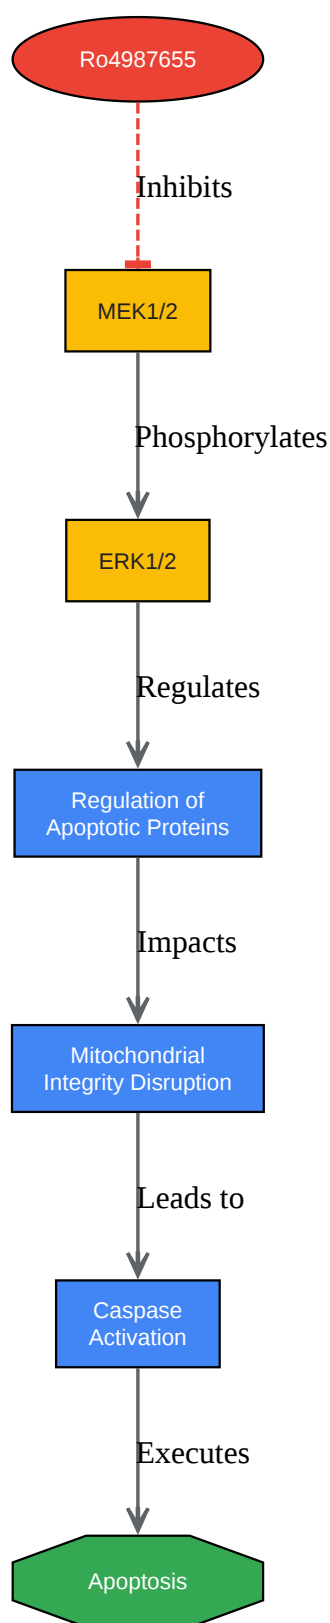 Ro4987655
Inhibits
MEK1/2
Phosphorylates
ERK1/2
Regulates
Regulation of
Apoptotic Proteins
Impacts
Mitochondrial
Integrity Disruption
Leads to
Caspase
Activation
Executes
Apoptosis